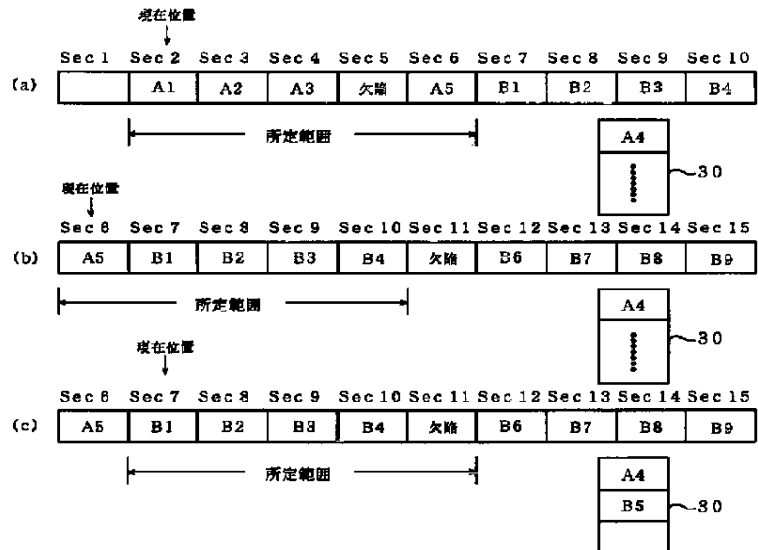 現在位置
Sec 1 Sec 2 Sec 3 Sec 4 Sec 5 Sec 6 Sec 7 Sec 8 Sec 9 Sec 10
(a) A1 A2 A3 欠陥 A5 B1 B2 B3 B4
所定範囲
A4
30
現在位置
Sec 6 Sec 7 Sec 8 Sec 9 Sec 10 Sec 11 Sec 12 Sec 13 Sec 14 Sec 15
(b) A5 B1 B2 B3 B4 欠陥 B6 B7 B8 B9
所定範囲
A4
30
現在位置
Sec 6 Sec 7 Sec 8 Sec 9 Sec 10 Sec 11 Sec 12 Sec 13 Sec 14 Sec 15
(c) A5 B1 B2 B3 B4 欠陥 B6 B7 B8 B9
所定範囲
A4
B5
30